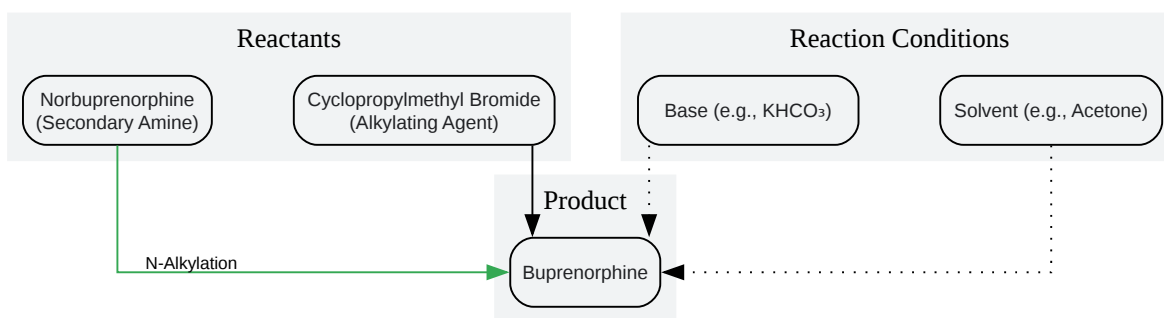 Reactants
Reaction Conditions
Norbuprenorphine
(Secondary Amine)
Cyclopropylmethyl Bromide
(Alkylating Agent)
Base (e.g., KHCO₃)
Solvent (e.g., Acetone)
Product
N-Alkylation
Buprenorphine